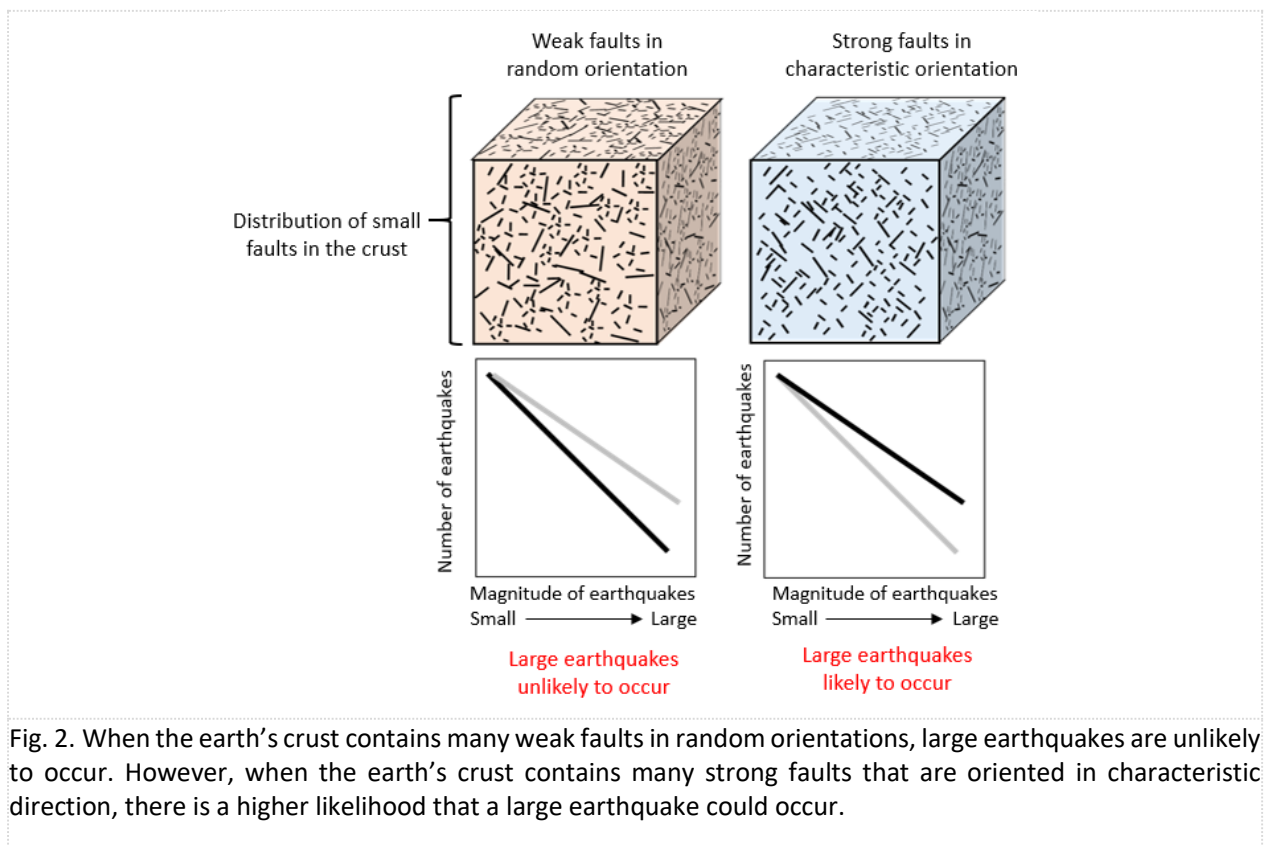 Weak faults in
random orientation
Strong faults in
characteristic orientation
Distribution of small
faults in the crust
Number of earthquakes
Magnitude of earthquakes
Small
Large
Large earthquakes
unlikely to occur
Number of earthquakes
Magnitude of earthquakes
Small
Large
Large earthquakes
likely to occur
Fig. 2. When the earth’s crust contains many weak faults in random orientations, large earthquakes are unlikely
to occur. However, when the earth’s crust contains many strong faults that are oriented in characteristic
direction, there is a higher likelihood that a large earthquake could occur.